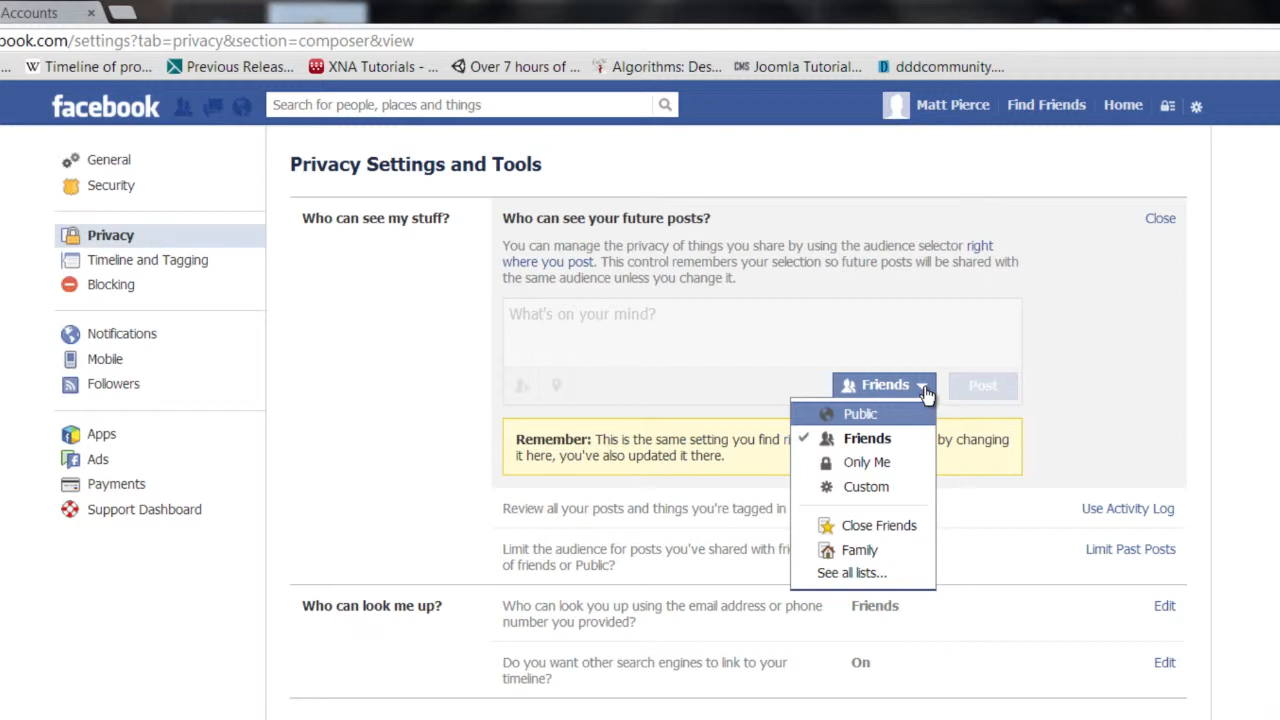 Accounts ×
book.com/settings?tab=privacy&section=composer&view
... W Timeline of pro... Previous Releas... XNA Tutorials - ... Over 7 hours of ... Algorithms: Des... CMS Joomla Tutorial... D dddcommunity....
facebook Search for people, places and things Matt Pierce Find Friends Home
General
Security
Privacy
Timeline and Tagging
Blocking
Notifications
Mobile
Followers
Apps
Ads
Payments
Support Dashboard
Privacy Settings and Tools
Who can see my stuff?
Who can see your future posts? Close
You can manage the privacy of things you share by using the audience selector right
where you post. This control remembers your selection so future posts will be shared with
the same audience unless you change it.
What's on your mind?
Friends Post
Public
Friends
Only Me
Custom
Close Friends
Family
See all lists...
Remember: This is the same setting you find by changing
it here, you've also updated it there.
Review all your posts and things you're tagged in Use Activity Log
Limit the audience for posts you've shared with Limit Past Posts
of friends or Public?
Who can look me up?
Who can look you up using the email address or phone Friends Edit
number you provided?
Do you want other search engines to link to your On Edit
timeline?